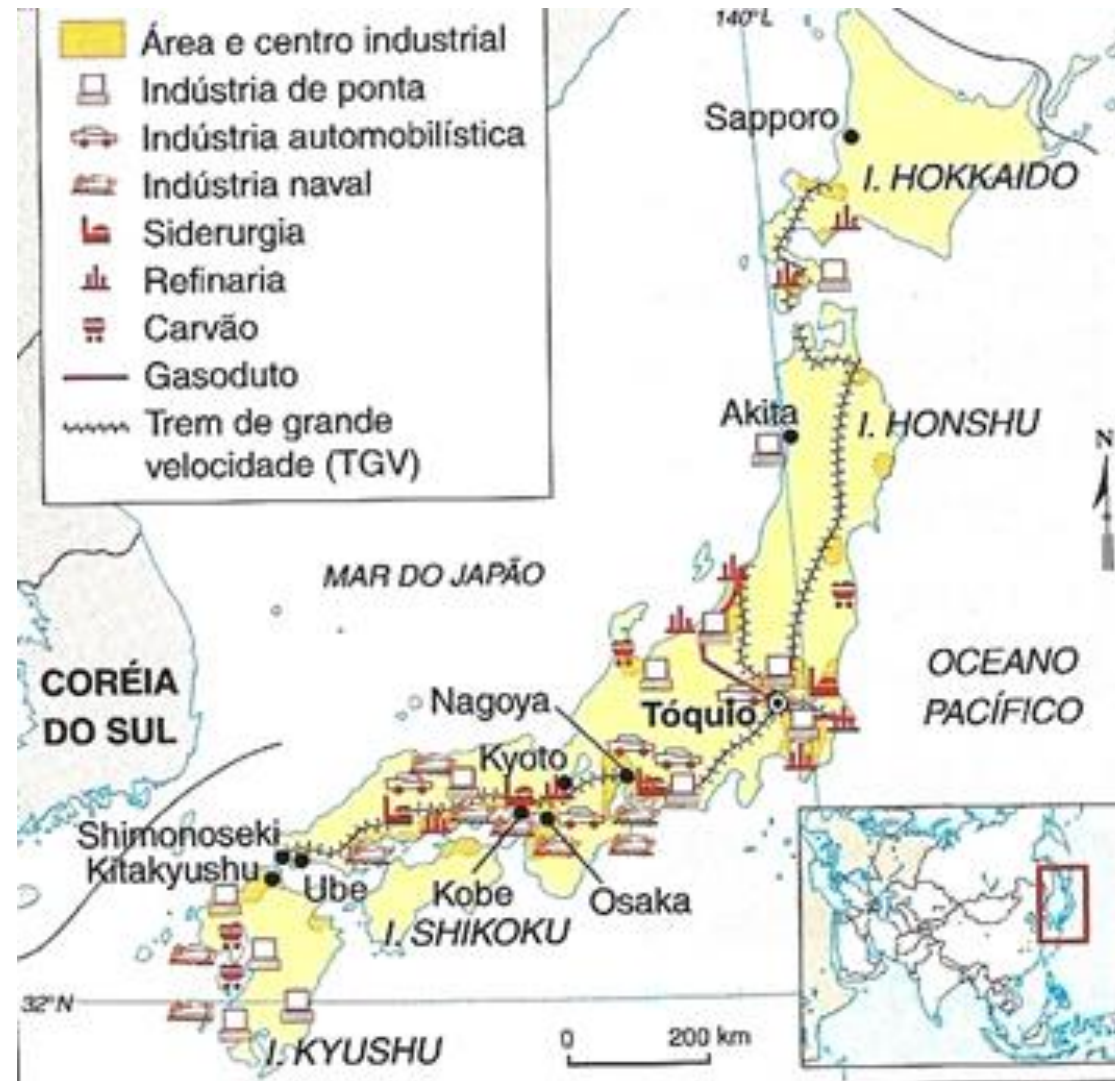 Área e centro industrial
Indústria de ponta
Indústria automobilística
Indústria naval
Siderurgia
Refinaria
Carvão
Gasoduto
Trem de grande
velocidade (TGV)
140° L
Sapporo
I. HOKKAIDO
Akita
I. HONSHU
N
MAR DO JAPÃO
CORÉIA
DO SUL
OCEANO
PACÍFICO
Nagoya
Tóquio
Kyoto
Shimonoseki
Kitakyushu
Ube
Kobe
Osaka
I. SHIKOKU
32° N
0 200 km
I. KYUSHU